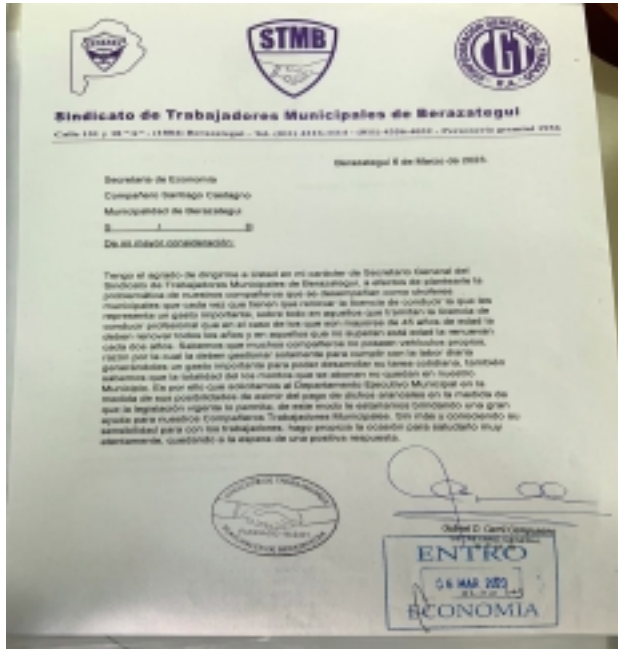 STMB
CONFEDERACION GENERAL DEL TRABAJO
CGT
R.A.
Sindicato de Trabajadores Municipales de Berazategui
Berazategui 6 de Marzo de
Secretaria de Economía
Compañero Santiago
Municipalidad de Berazategui
S / D
De mi mayor consideración:
Tengo el agrado de dirigirme a Usted en mi carácter de Secretario General del
Sindicato de Trabajadores Municipales de Berazategui, a efectos de plantearle la
problemática de nuestros compañeros que se desempeñan como choferes
municipales que cada vez que tienen que renovar la licencia de conducir la que les
representa un gasto importante, sobre todo en aquellos que tramitan la licencia de
conducir profesional que en el caso de los que son mayores de 45 años de edad la
deben renovar todos los años y en aquellos que no superan esta edad la renuevan
cada dos años. Sabemos que muchos compañeros no poseen vehículos propios,
razón por la cual la deben gestionar solamente para cumplir con la labor diaria
generándoles un gasto importante para poder desarrollar su tarea cotidiana, también
sabemos que la totalidad del los montos que se abonan no quedan en nuestro
Municipio. Es por ello que solicitamos al Departamento Ejecutivo Municipal en la
medida de sus posibilidades de eximir del pago de dichos aranceles en la medida de
que la legislación vigente lo permita, de este modo le estaríamos brindando una gran
ayuda para nuestros Compañeros Trabajadores Municipales. Sin más a considerando su
sensibilidad para con los trabajadores, hago propicia la ocasión para saludarlo muy
atentamente, quedando a la espera de una positiva respuesta.
ENTRO
06 MAR
ECONOMIA